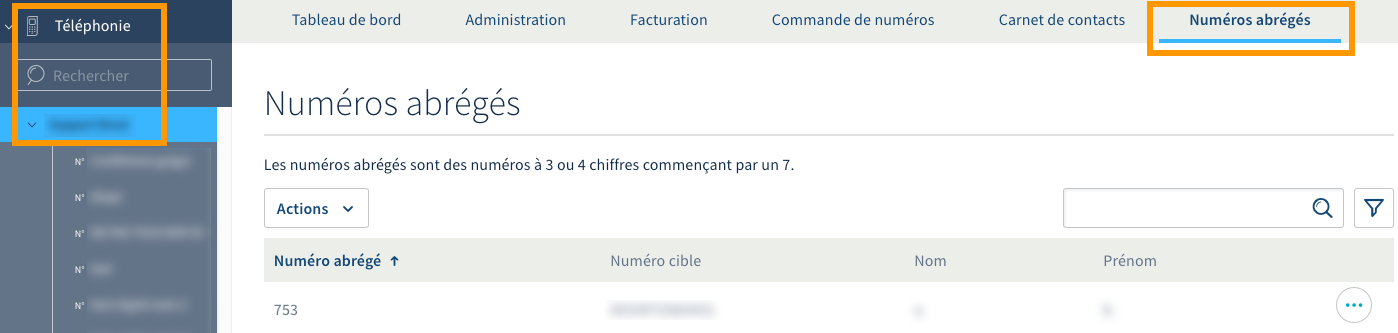 Téléphonie
Rechercher
N°
N°
N°
N°
N°
Tableau de bord Administration Facturation Commande de numéros Carnet de contacts Numéros abrégés
Numéros abrégés
Les numéros abrégés sont des numéros à 3 ou 4 chiffres commençant par un 7.
Actions
Numéro abrégé ↑ Numéro cible Nom Prénom
753